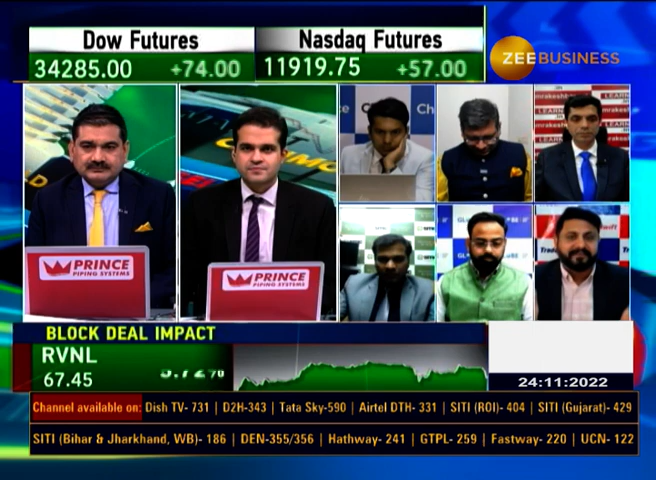 Dow Futures
34285.00 +74.00
Nasdaq Futures
11919.75 +57.00
ZEEBUSINESS
LEARN
LEARN
PRINCE
PIPING SYSTEMS
PRINCE
PIPING SYSTEMS
BLOCK DEAL IMPACT
RVNL
67.45
24:11:2022
Channel available on: Dish TV- 731 | D2H-343 | Tata Sky-590 | Airtel DTH- 331 | SITI (ROI)- 404 | SITI (Gujarat)- 429
SITI (Bihar & Jharkhand, WB)- 186 | DEN-355/356 | Hathway- 241 | GTPL- 259 | Fastway- 220 | UCN- 122